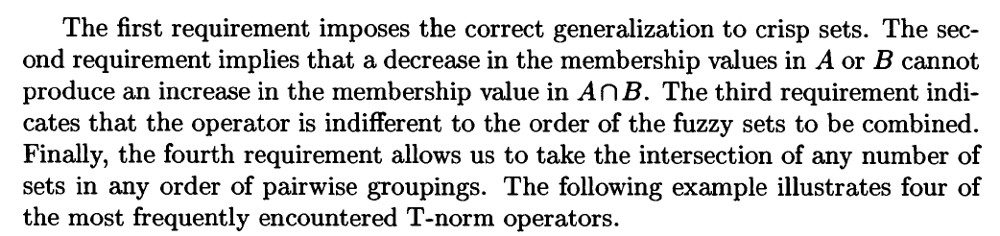 The first requirement imposes the correct generalization to crisp sets. The sec-
ond requirement implies that a decrease in the membership values in A or B cannot
produce an increase in the membership value in A∩B. The third requirement indi-
cates that the operator is indifferent to the order of the fuzzy sets to be combined.
Finally, the fourth requirement allows us to take the intersection of any number of
sets in any order of pairwise groupings. The following example illustrates four of
the most frequently encountered T-norm operators.